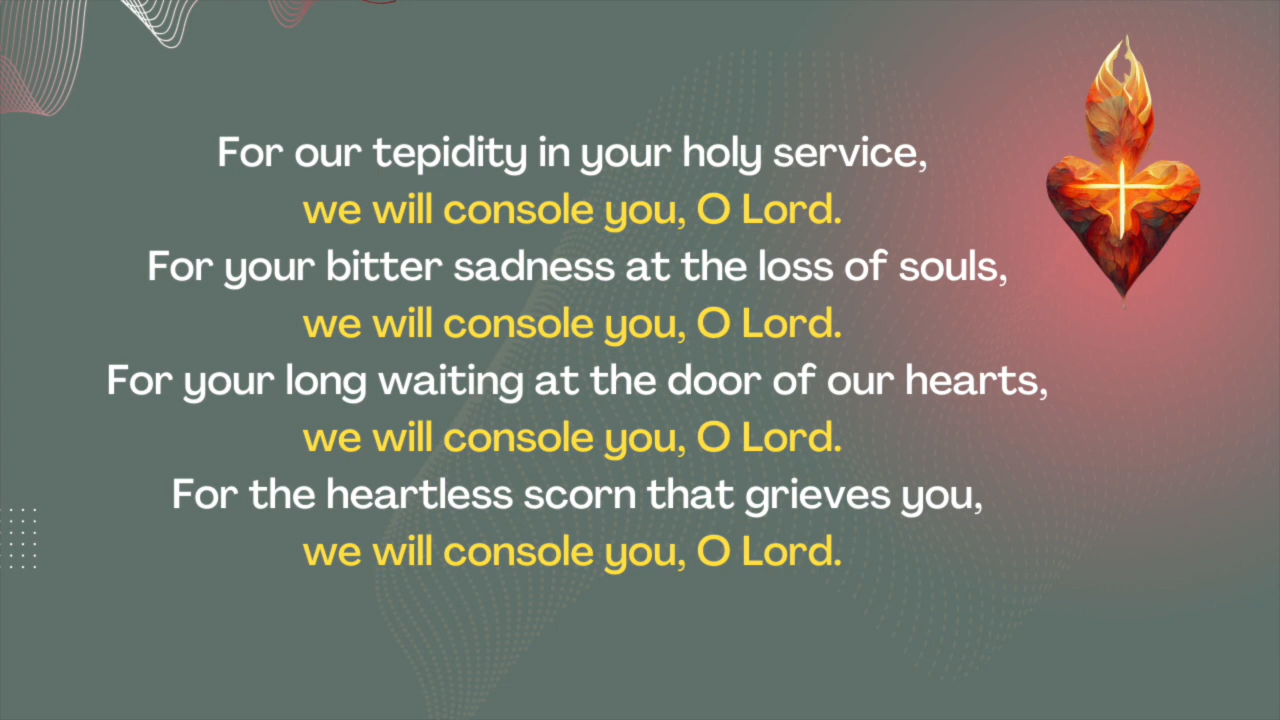 For our tepidity in your holy service,
we will console you, O Lord.
For your bitter sadness at the loss of souls,
we will console you, O Lord.
For your long waiting at the door of our hearts,
we will console you, O Lord.
For the heartless scorn that grieves you,
we will console you, O Lord.